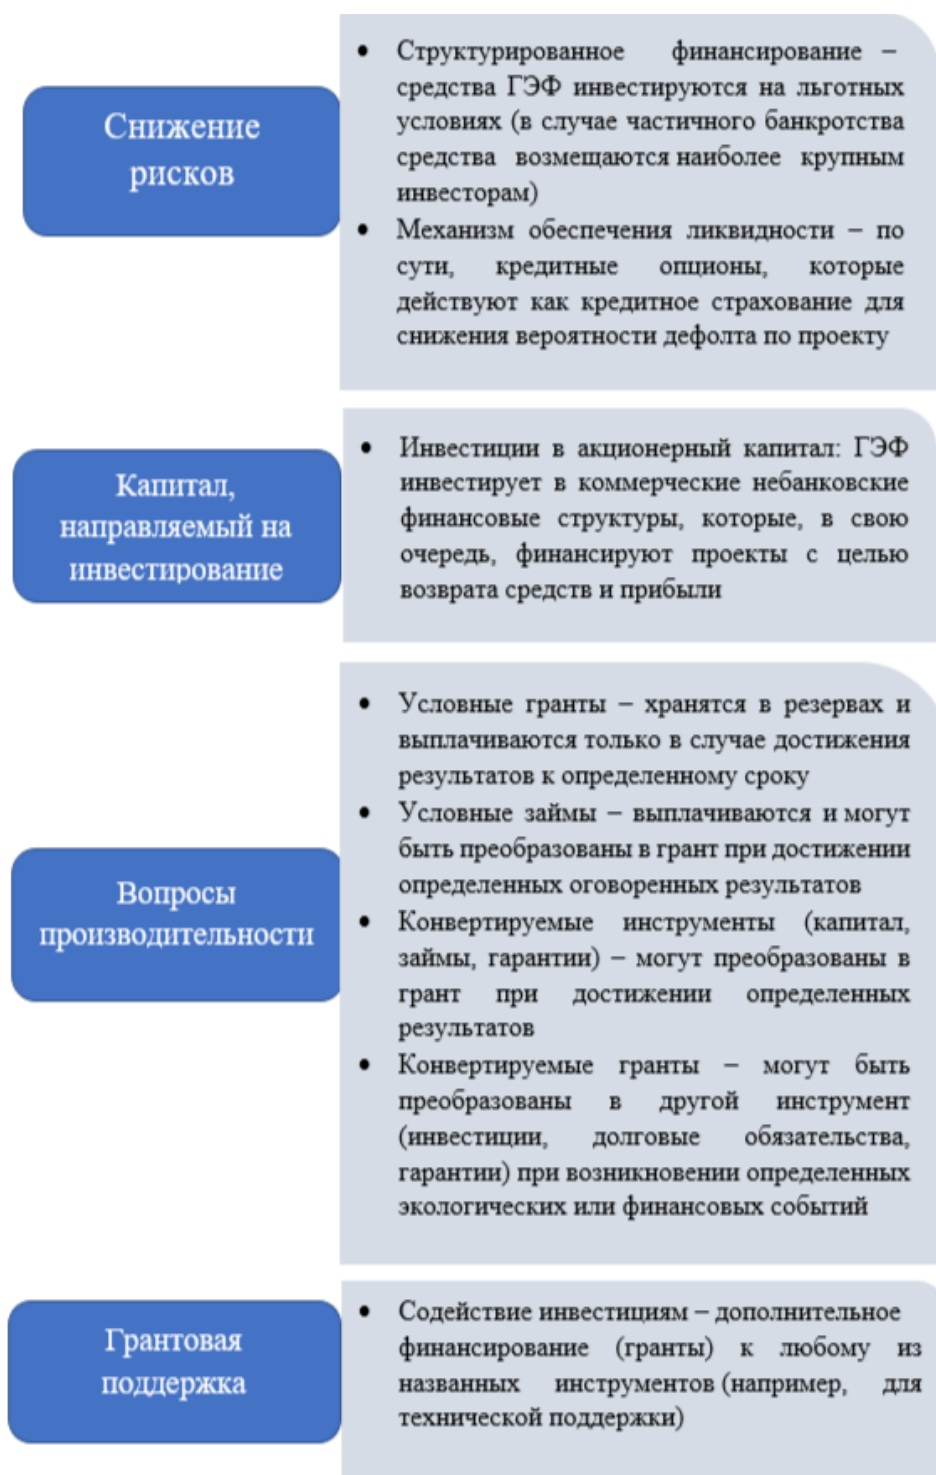 Снижение
рисков
• Структурированное финансирование –
средства ГЭФ инвестируются на льготных
условиях (в случае частичного банкротства
средства возмещаются наиболее крупным
инвесторам)
• Механизм обеспечения ликвидности – по
сути, кредитные опционы, которые
действуют как кредитное страхование для
снижения вероятности дефолта по проекту
Капитал,
направляемый на
инвестирование
• Инвестиции в акционерный капитал: ГЭФ
инвестирует в коммерческие небанковские
финансовые структуры, которые, в свою
очередь, финансируют проекты с целью
возврата средств и прибыли
Вопросы
производительности
• Условные гранты – хранятся в резервах и
выплачиваются только в случае достижения
результатов к определенному сроку
• Условные займы – выплачиваются и могут
быть преобразованы в грант при достижении
определенных оговоренных результатов
• Конвертируемые инструменты (капитал,
займы, гарантии) – могут преобразованы в
грант при достижении определенных
результатов
• Конвертируемые гранты – могут быть
преобразованы в другой инструмент
(инвестиции, долговые обязательства,
гарантии) при возникновении определенных
экологических или финансовых событий
Грантовая
поддержка
• Содействие инвестициям – дополнительное
финансирование (гранты) к любому из
названных инструментов (например, для
технической поддержки)